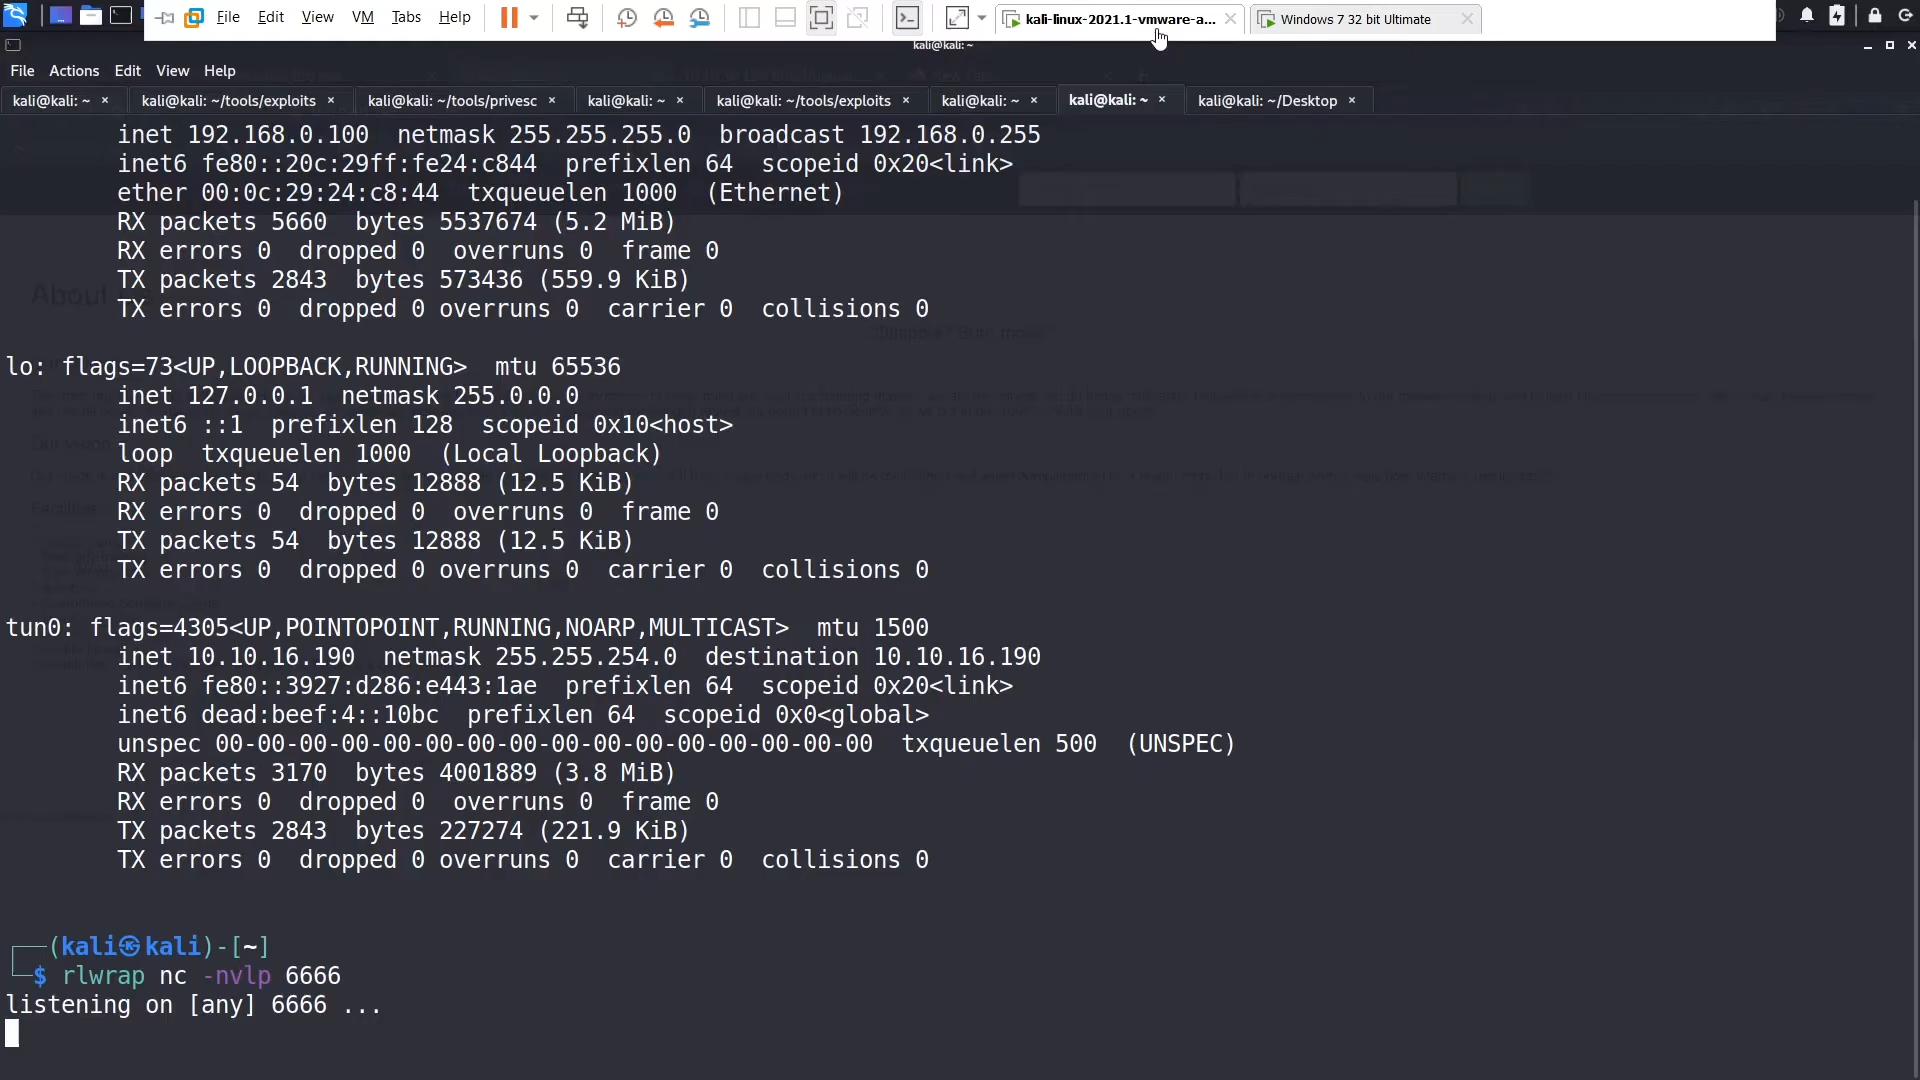 File Edit View VM Tabs Help kali-linux-2021.1-vmware-a... Windows 7 32 bit Ultimate
kali@kali: ~
File Actions Edit View Help
kali@kali: ~ × kali@kali: ~/tools/exploits × kali@kali: ~/tools/privesc × kali@kali: ~ × kali@kali: ~/tools/exploits × kali@kali: ~ × kali@kali: ~ × kali@kali: ~/Desktop ×
inet 192.168.0.100 netmask 255.255.255.0 broadcast 192.168.0.255
inet6 fe80::20c:29ff:fe24:c844 prefixlen 64 scopeid 0x20<link>
ether 00:0c:29:24:c8:44 txqueuelen 1000 (Ethernet)
RX packets 5660 bytes 5537674 (5.2 MiB)
RX errors 0 dropped 0 overruns 0 frame 0
TX packets 2843 bytes 573436 (559.9 KiB)
About
TX errors 0 dropped 0 overruns 0 carrier 0 collisions 0
lo: flags=73<UP,LOOPBACK,RUNNING> mtu 65536
inet 127.0.0.1 netmask 255.0.0.0
inet6 ::1 prefixlen 128 scopeid 0x10<host>
loop txqueuelen 1000 (Local Loopback)
RX packets 54 bytes 12888 (12.5 KiB)
RX errors 0 dropped 0 overruns 0 frame 0
TX packets 54 bytes 12888 (12.5 KiB)
TX errors 0 dropped 0 overruns 0 carrier 0 collisions 0
tun0: flags=4305<UP,POINTOPOINT,RUNNING,NOARP,MULTICAST> mtu 1500
inet 10.10.16.190 netmask 255.255.254.0 destination 10.10.16.190
inet6 fe80::3927:d286:e443:1ae prefixlen 64 scopeid 0x20<link>
inet6 dead:beef:4::10bc prefixlen 64 scopeid 0x0<global>
unspec 00-00-00-00-00-00-00-00-00-00-00-00-00-00-00-00 txqueuelen 500 (UNSPEC)
RX packets 3170 bytes 4001889 (3.8 MiB)
RX errors 0 dropped 0 overruns 0 frame 0
TX packets 2843 bytes 227274 (221.9 KiB)
TX errors 0 dropped 0 overruns 0 carrier 0 collisions 0
┌──(kali㉿kali)-[~]
└─$ rlwrap nc -nvlp 6666
listening on [any] 6666 ...